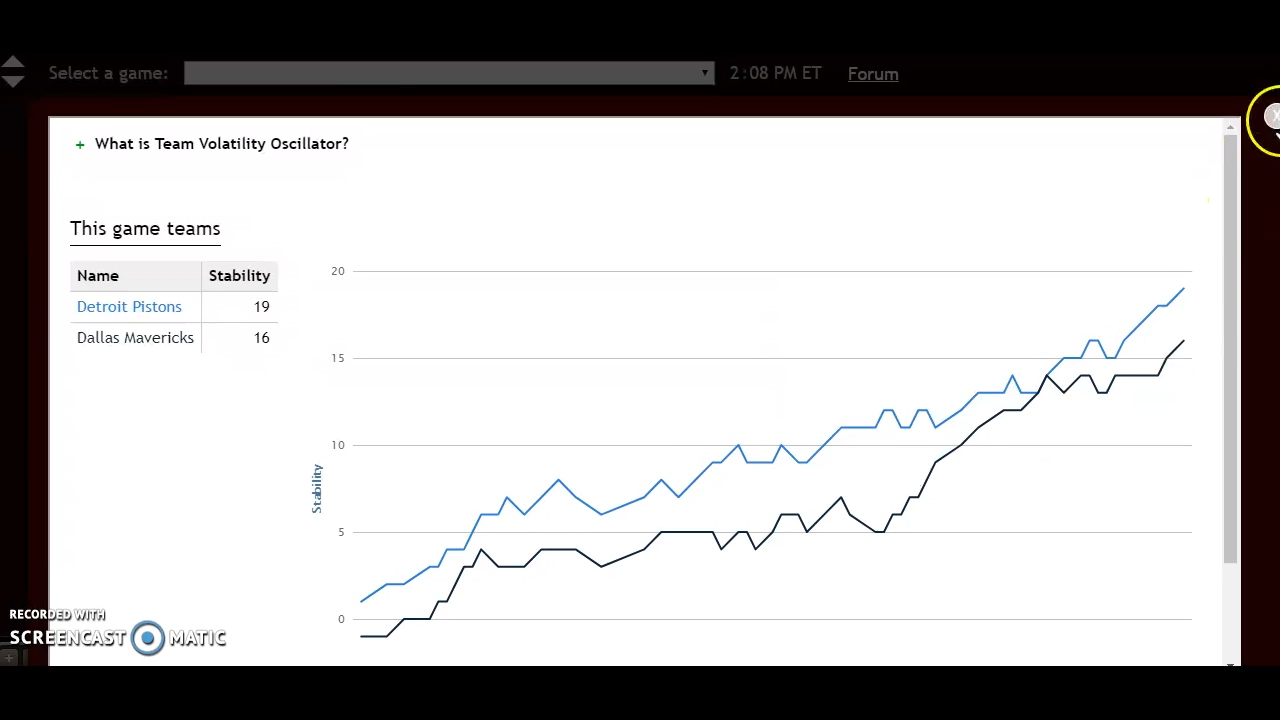 Select a game:
2:08 PM ET
Forum
X
+ What is Team Volatility Oscillator?
This game teams
Name Stability
Detroit Pistons 19
Dallas Mavericks 16
20
15
10
5
0
Stability
RECORDED WITH
SCREENCAST MATIC
+